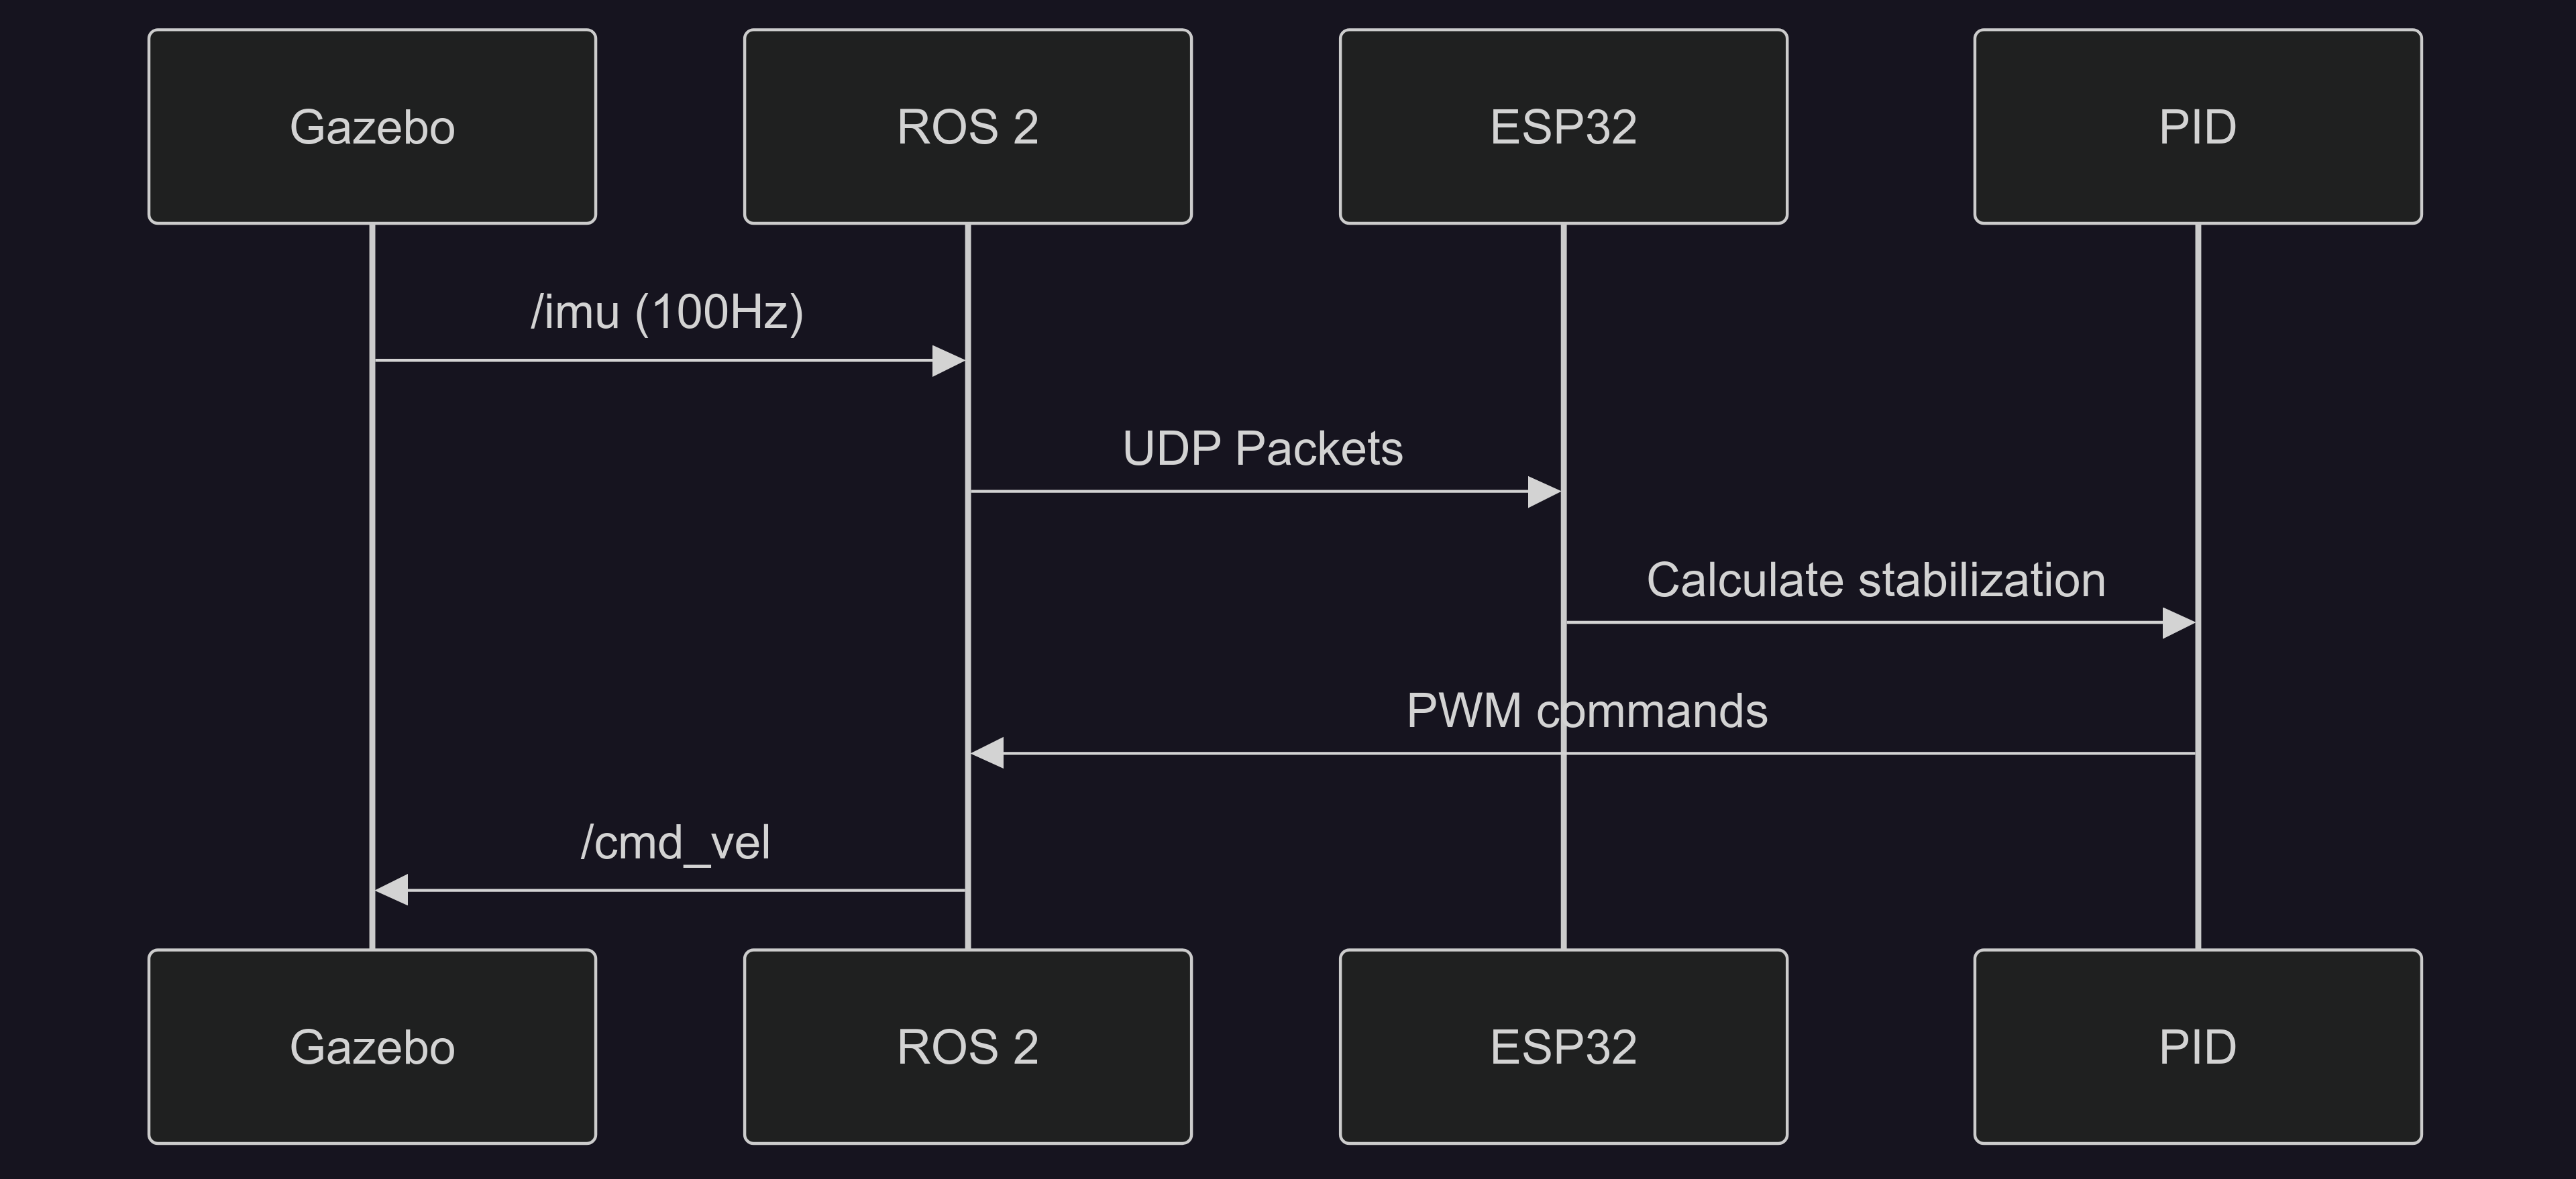 Gazebo
ROS 2
ESP32
PID
/imu (100Hz)
UDP Packets
Calculate stabilization
PWM commands
/cmd_vel
Gazebo
ROS 2
ESP32
PID